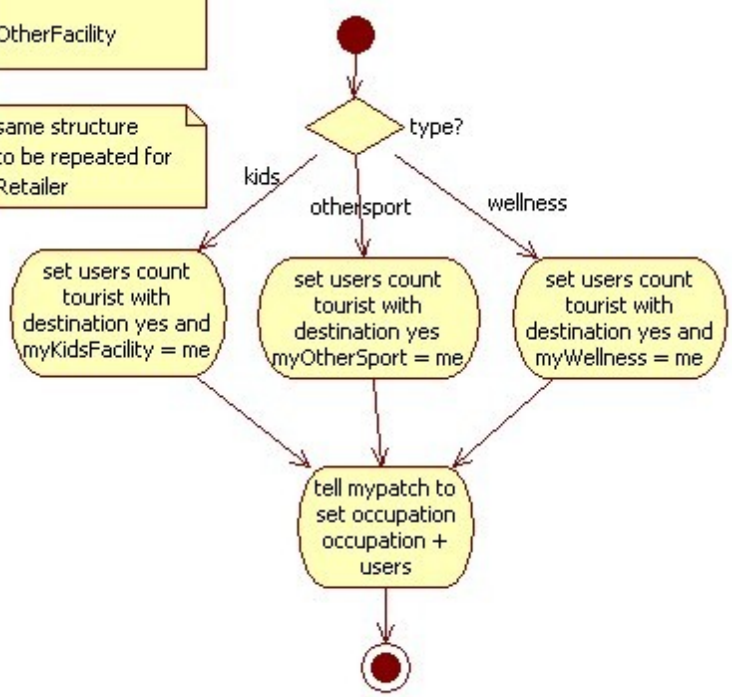 OtherFacility
same structure
to be repeated for
Retailer
type?
kids
othersport
wellness
set users count
tourist with
destination yes and
myKidsFacility = me
set users count
tourist with
destination yes
myOtherSport = me
set users count
tourist with
destination yes and
myWellness = me
tell mypatch to
set occupation
occupation +
users